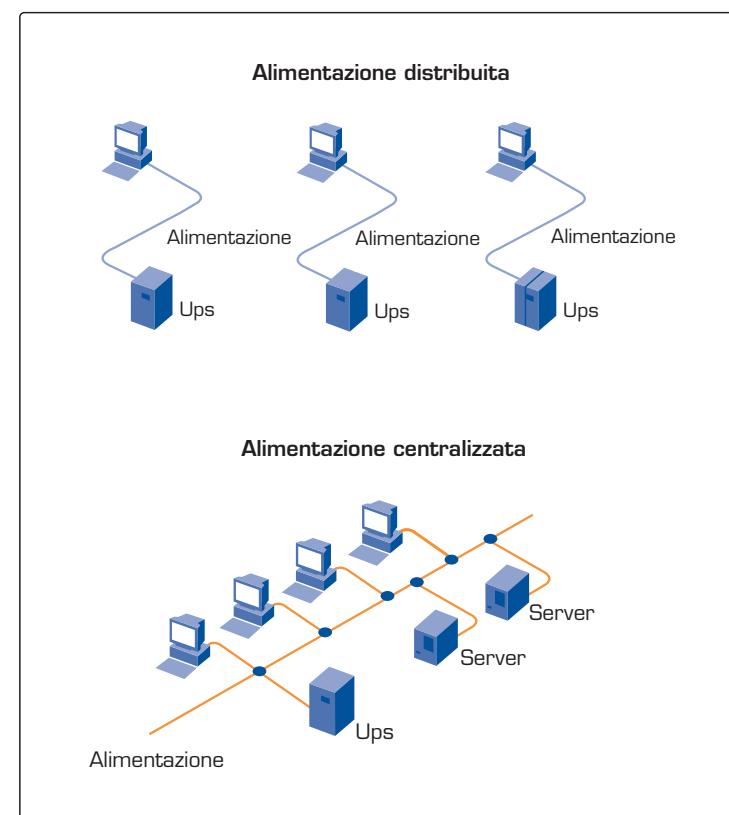 Alimentazione distribuita
Alimentazione
Alimentazione
Alimentazione
Ups
Ups
Ups
Alimentazione centralizzata
Server
Server
Ups
Alimentazione